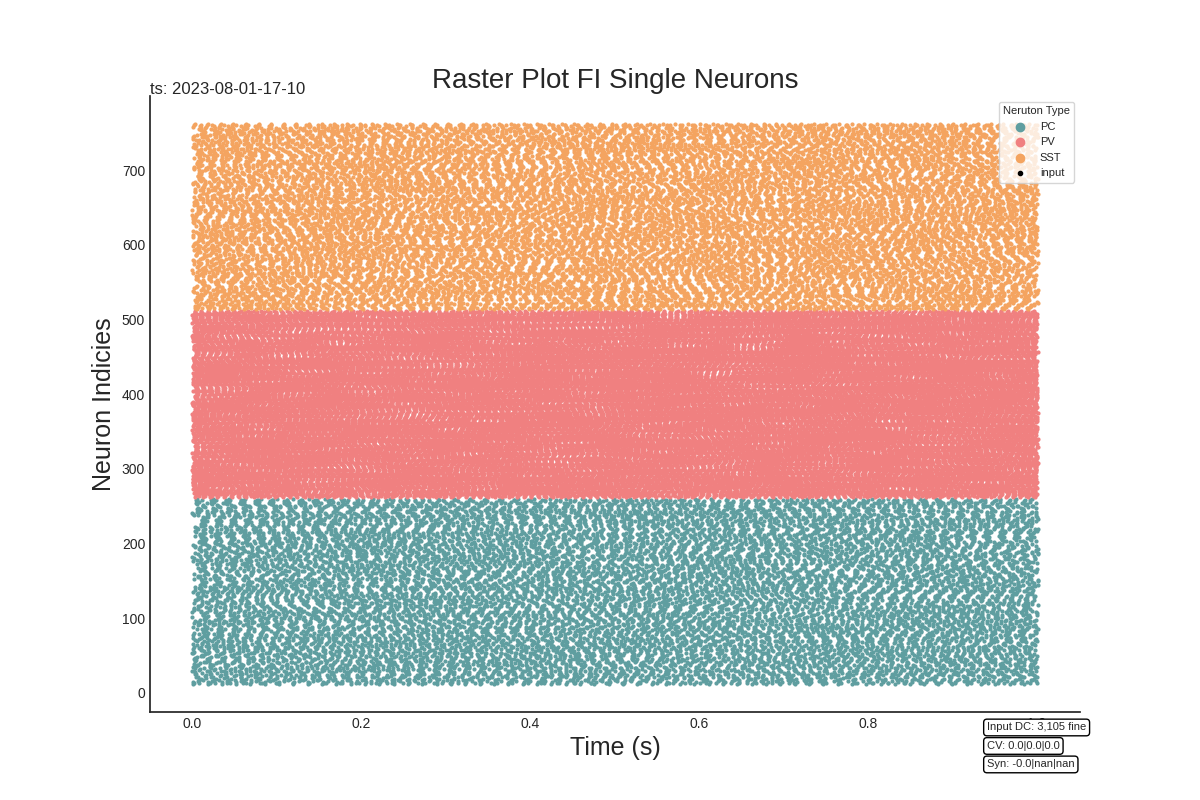 Raster Plot FI Single Neurons
ts: 2023-08-01-17-10
Neruton Type
PC
PV
SST
input
700
600
500
400
300
200
100
0
Neuron Indicies
0.0 0.2 0.4 0.6 0.8
Time (s)
Input DC: 3,105 fine
CV: 0.0|0.0|0.0
Syn: -0.0|nan|nan